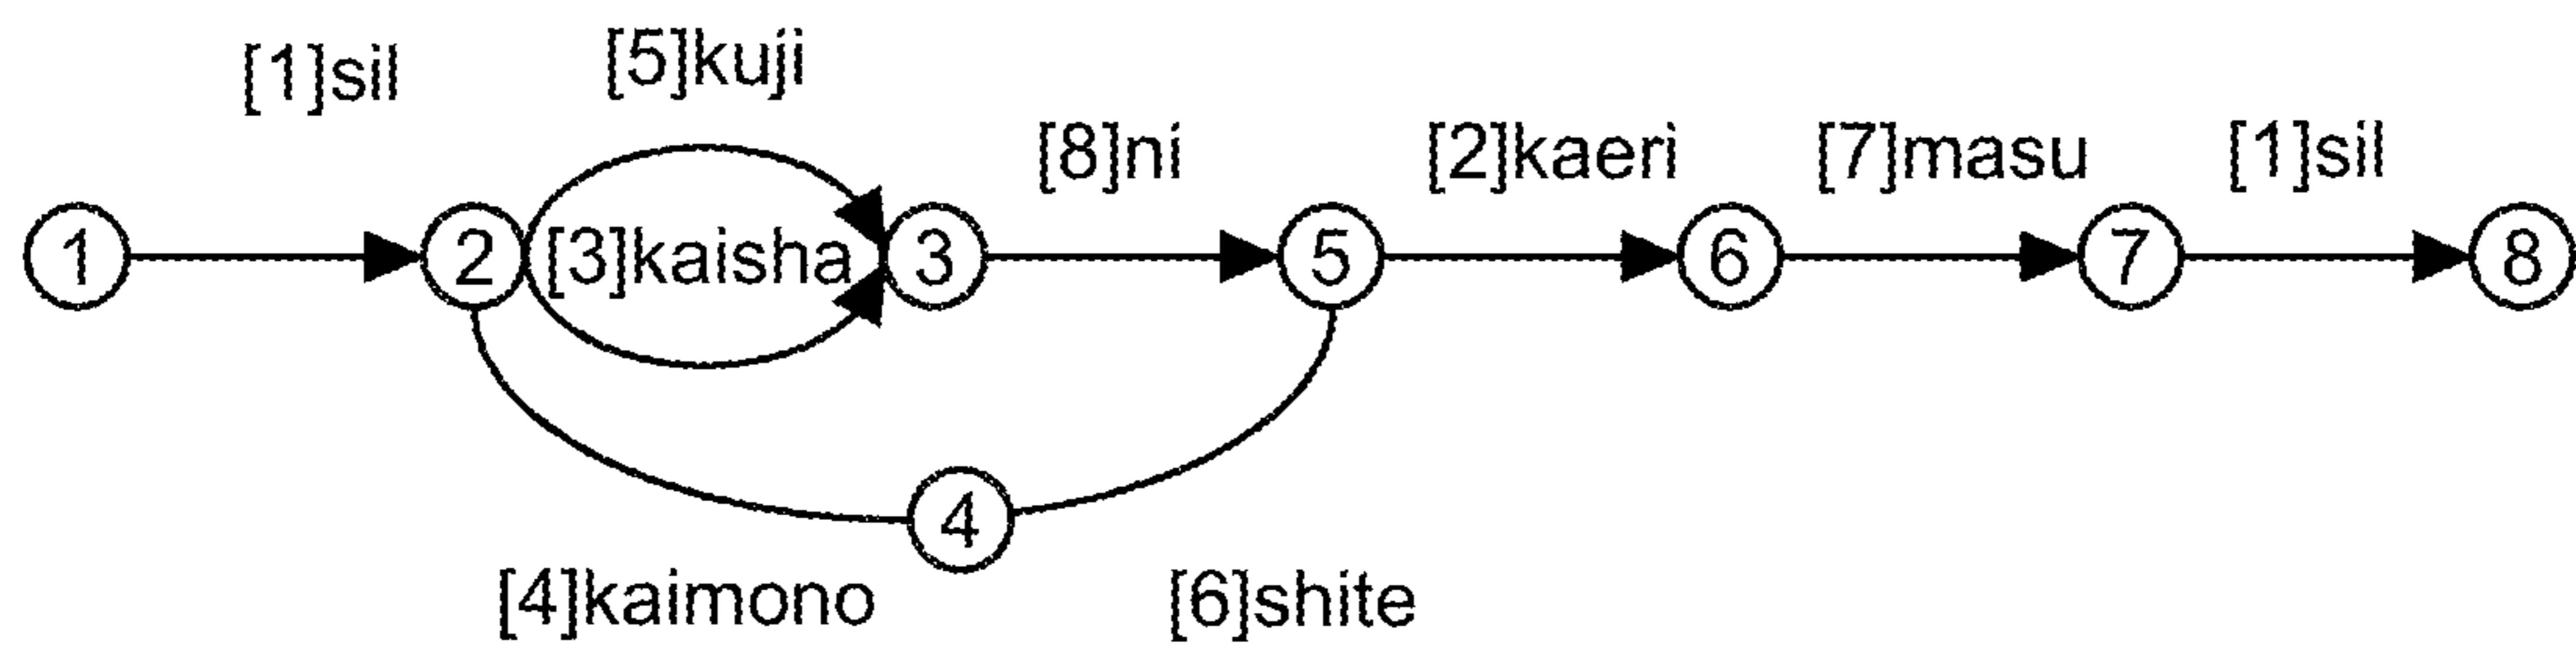 [1]sil
[5]kuji
[8]ni
[2]kaeri
[7]masu
[1]sil
1
2
[3]kaisha
3
5
6
7
8
4
[4]kaimono
[6]shite